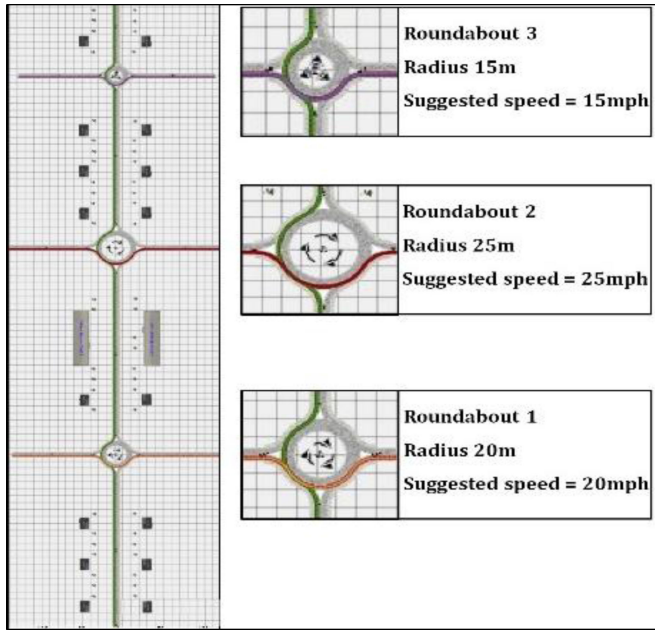 Roundabout 3
Radius 15m
Suggested speed = 15mph
Roundabout 2
Radius 25m
Suggested speed = 25mph
Roundabout 1
Radius 20m
Suggested speed = 20mph